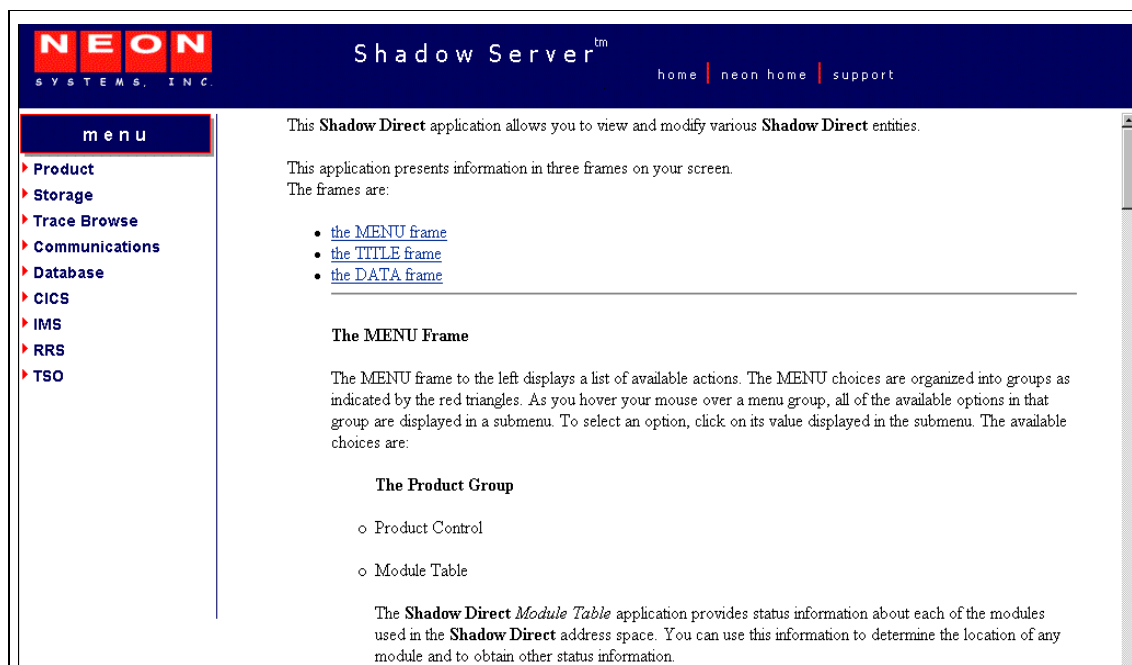 NEON
SYSTEMS, INC.
Shadow Server™
home | neon home | support
menu
Product
Storage
Trace Browse
Communications
Database
CICS
IMS
RRS
TSO
This Shadow Direct application allows you to view and modify various Shadow Direct entities.
This application presents information in three frames on your screen.
The frames are:
• the MENU frame
• the TITLE frame
• the DATA frame
The MENU Frame
The MENU frame to the left displays a list of available actions. The MENU choices are organized into groups as
indicated by the red triangles. As you hover your mouse over a menu group, all of the available options in that
group are displayed in a submenu. To select an option, click on its value displayed in the submenu. The available
choices are:
The Product Group
o Product Control
o Module Table
The Shadow Direct Module Table application provides status information about each of the modules
used in the Shadow Direct address space. You can use this information to determine the location of any
module and to obtain other status information.